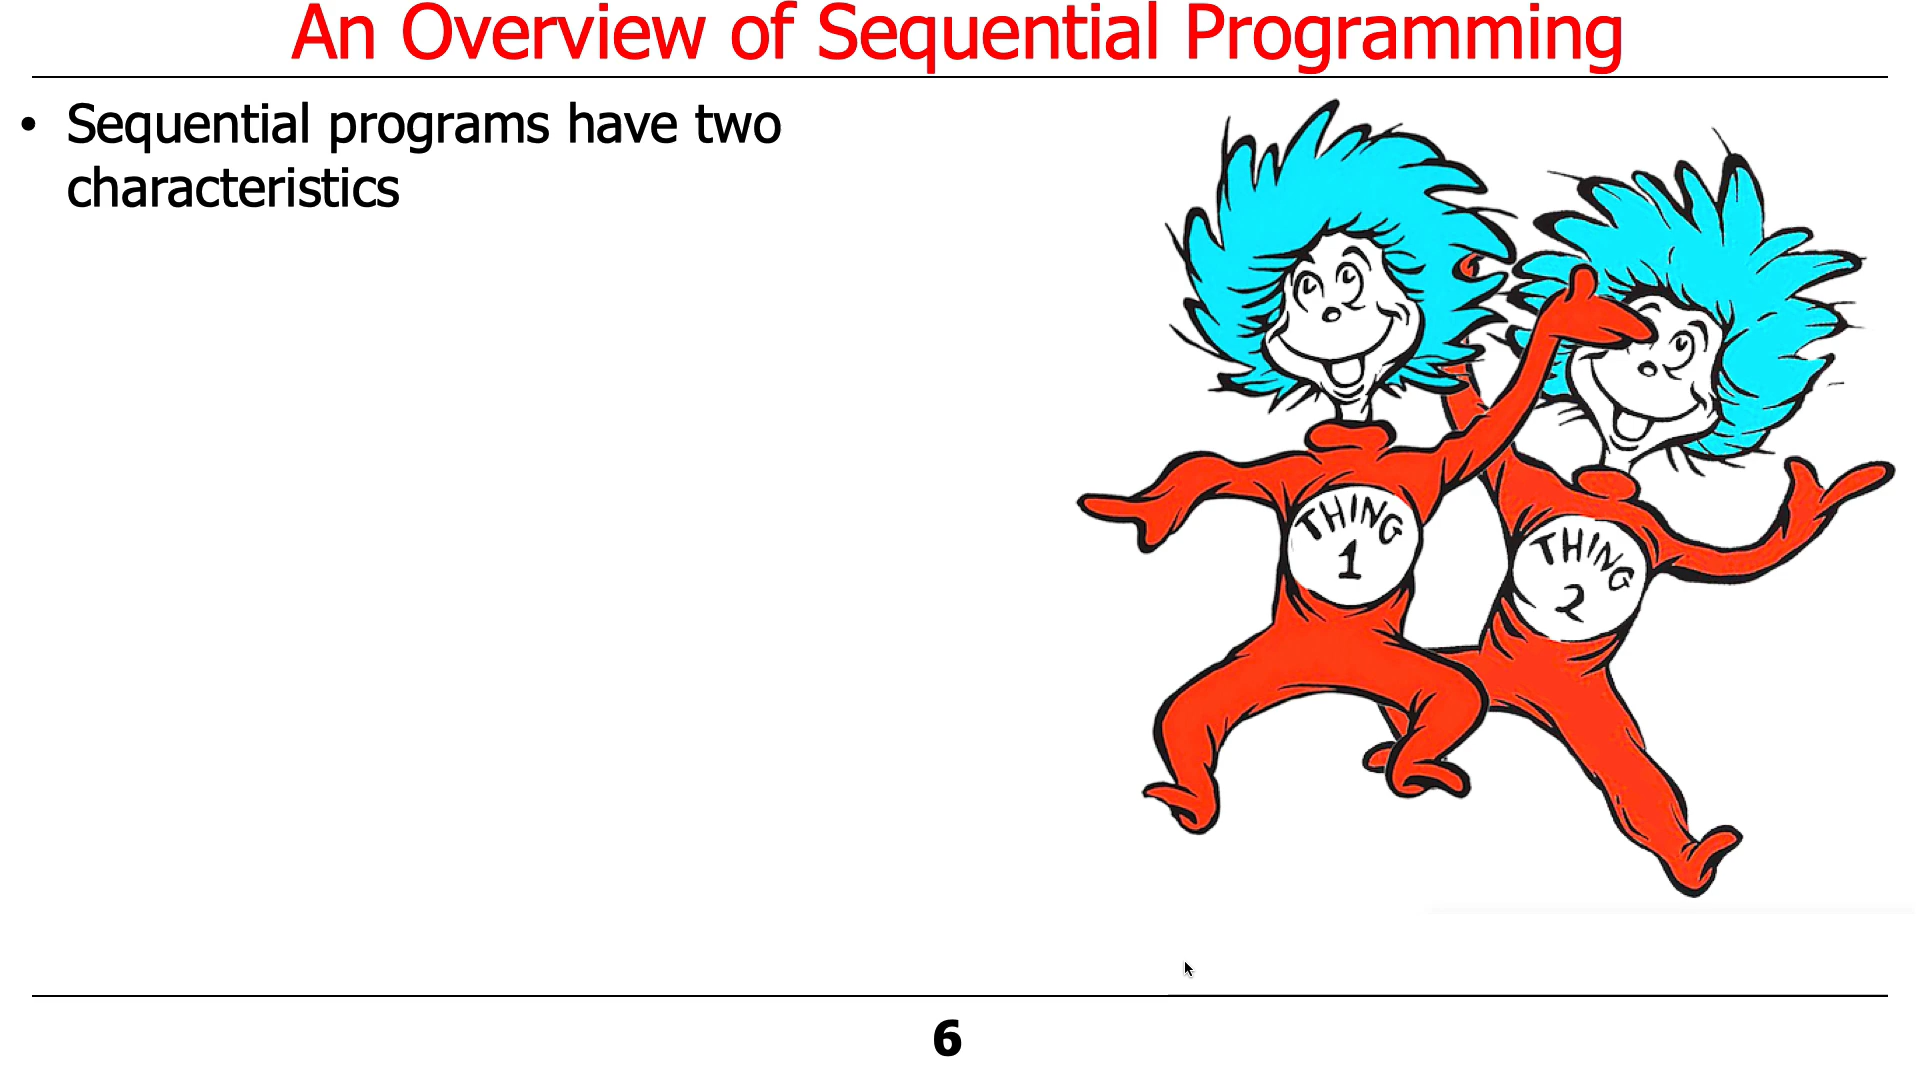 An Overview of Sequential Programming
• Sequential programs have two
characteristics
THING
1
THING
2
6